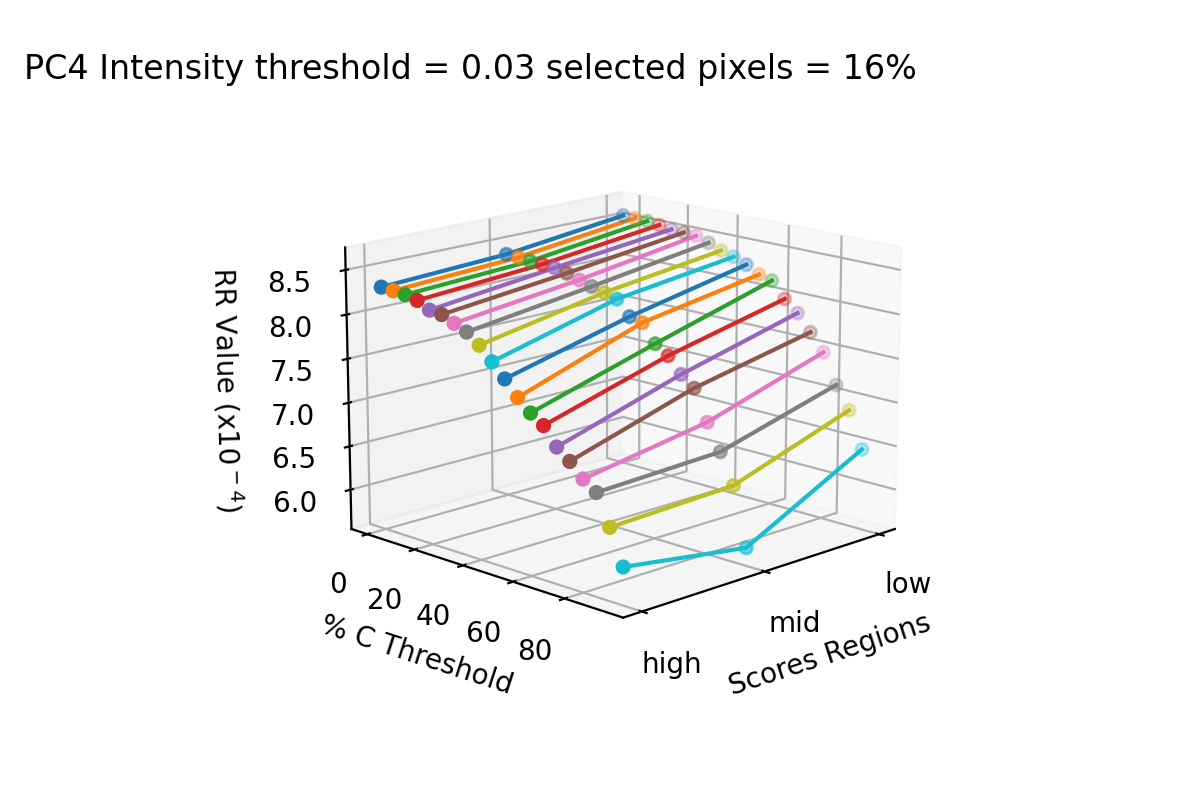 PC4 Intensity threshold = 0.03 selected pixels = 16%
RR Value (x10⁻⁴)
8.5
8.0
7.5
7.0
6.5
6.0
0
20
40
60
80
% C Threshold
high
mid
low
Scores Regions